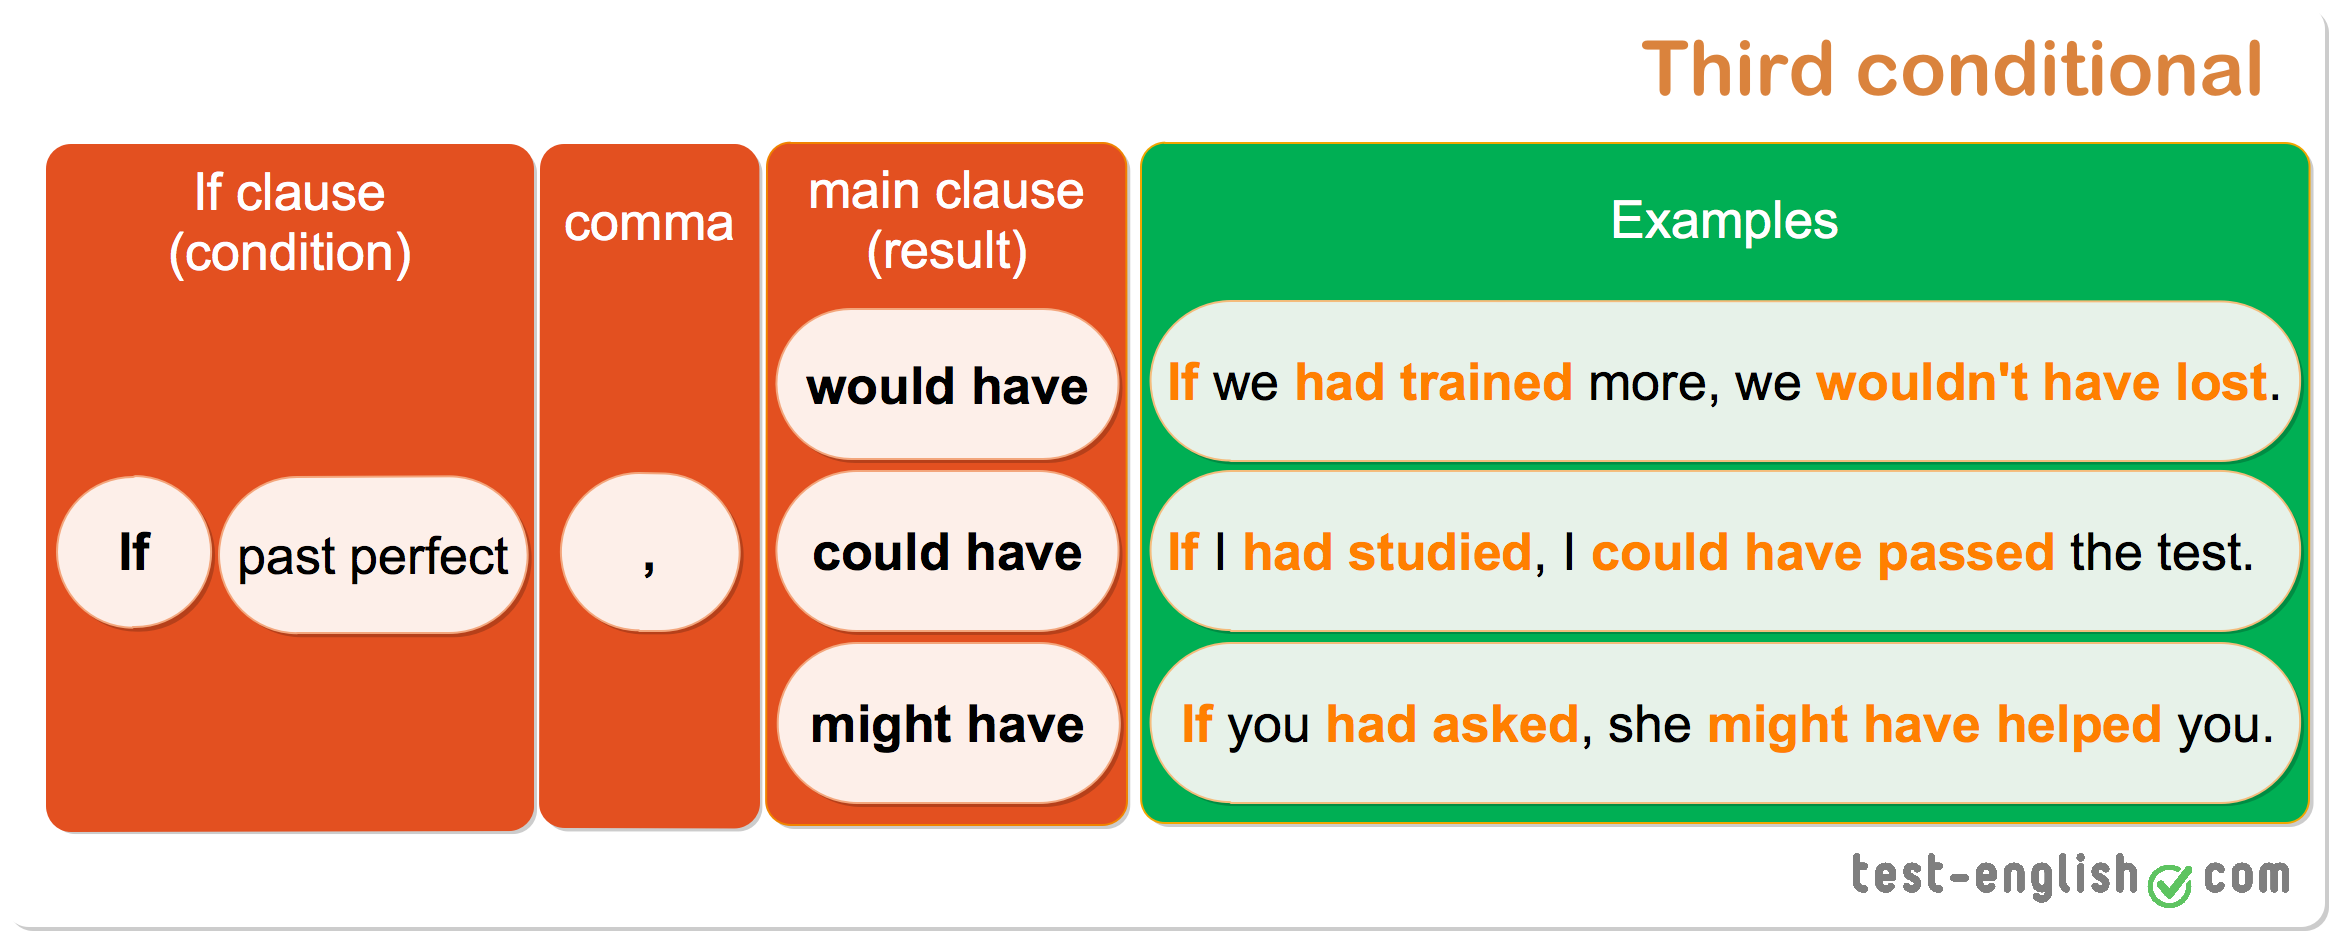 Third conditional
If clause
(condition)
comma
main clause
(result)
Examples
If past perfect
,
would have
could have
might have
If we had trained more, we wouldn't have lost.
If I had studied, I could have passed the test.
If you had asked, she might have helped you.
test-english com